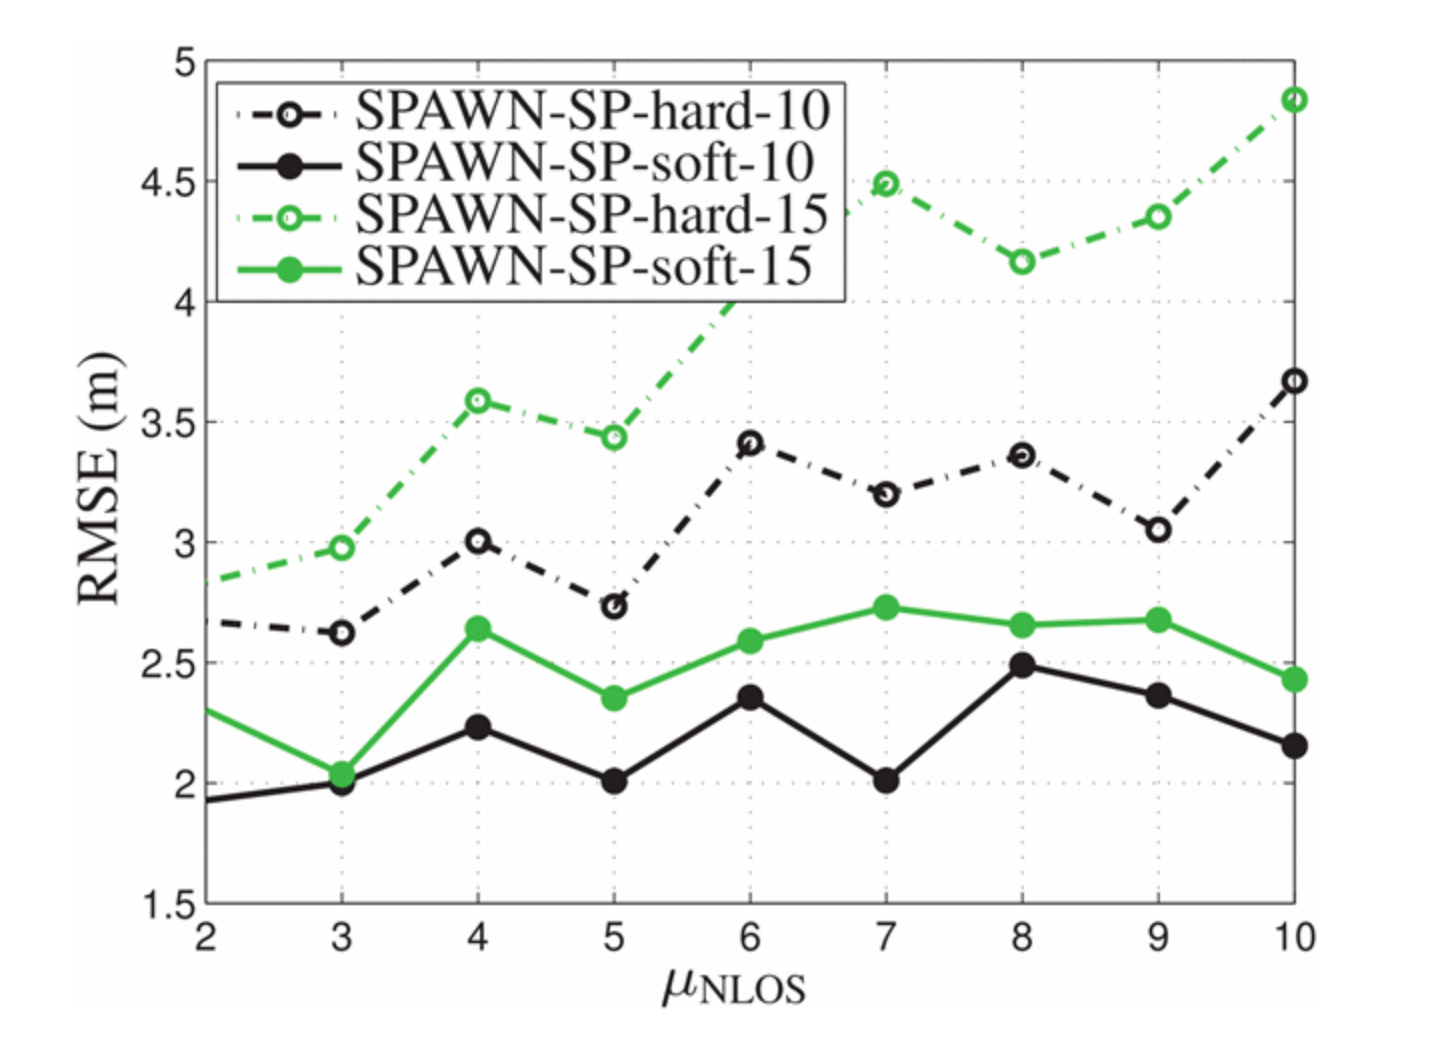 5
4.5
4
3.5
3
2.5
2
1.5
RMSE (m)
SPAWN-SP-hard-10
SPAWN-SP-soft-10
SPAWN-SP-hard-15
SPAWN-SP-soft-15
2 3 4 5 6 7 8 9 10
μNLOS